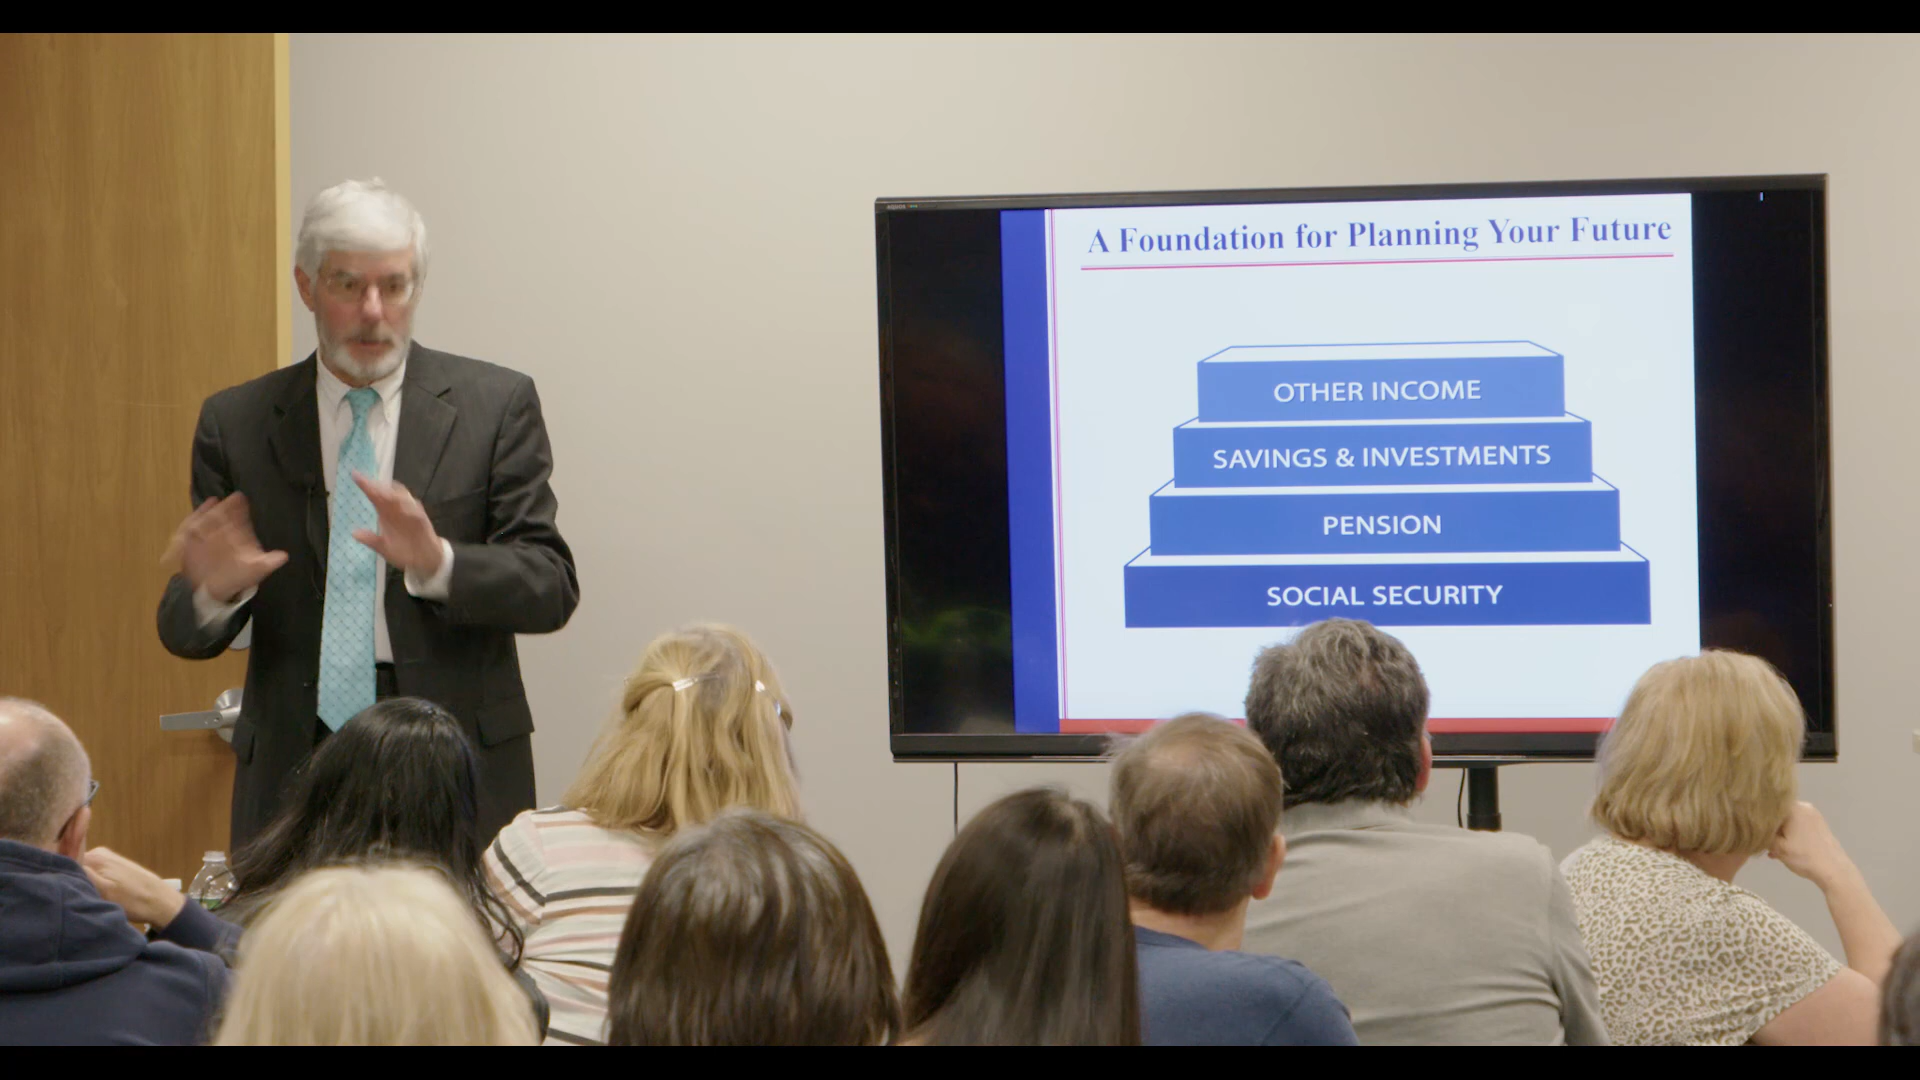 A Foundation for Planning Your Future
OTHER INCOME
SAVINGS & INVESTMENTS
PENSION
SOCIAL SECURITY